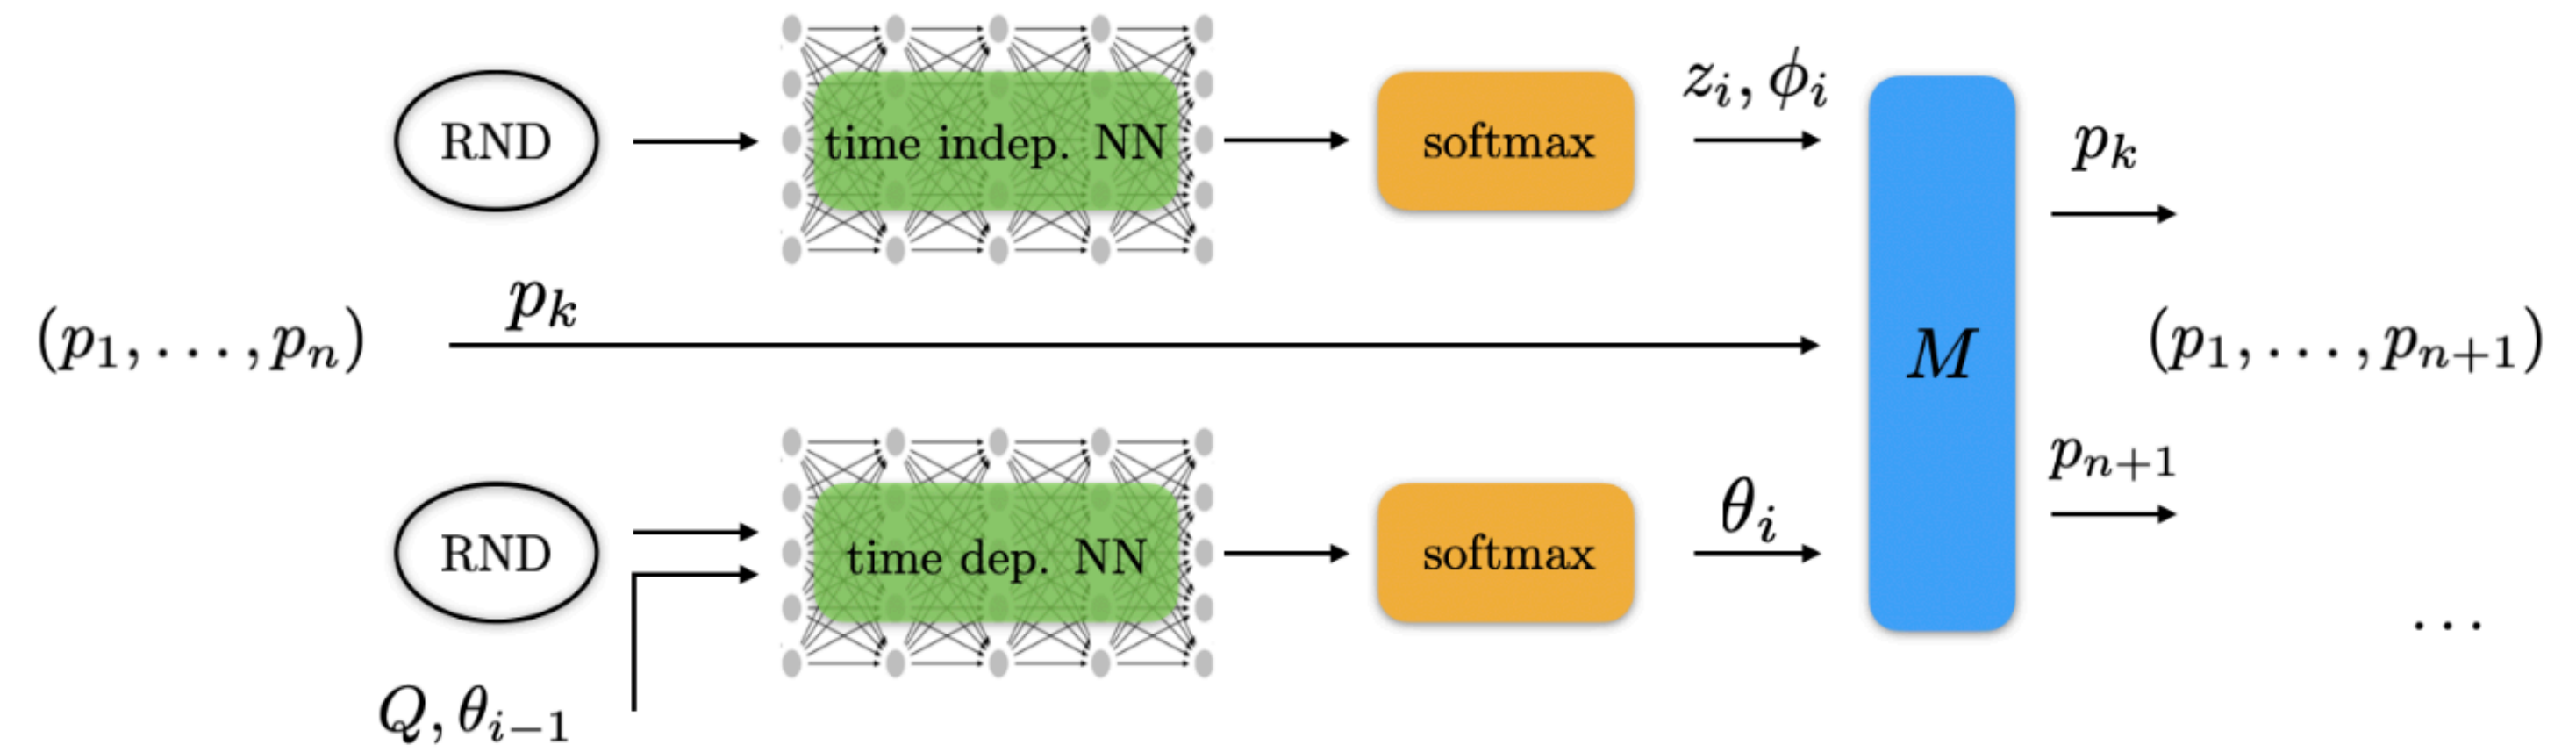 z_i, ϕ_i
RND
time indep. NN
softmax
p_k
p_k
(p_1, . . . , p_n)
M
(p_1, . . . , p_{n+1})
p_{n+1}
θ_i
RND
time dep. NN
softmax
. . .
Q, θ_{i−1}